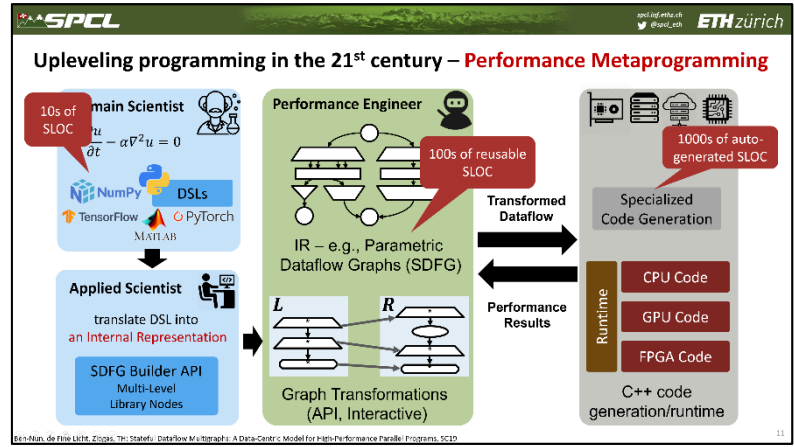 SPCL
spcl.inf.ethz.ch
@spcl_eth
ETH zürich
Upleveling programming in the 21st century – Performance Metaprogramming
10s of
SLOC
main Scientist
∂t
− α∇²u = 0
NumPy
DSLs
TensorFlow
PyTorch
MATLAB
Applied Scientist
translate DSL into
an Internal Representation
SDFG Builder API
Multi-Level
Library Nodes
Performance Engineer
100s of reusable
SLOC
IR – e.g., Parametric
Dataflow Graphs (SDFG)
L
R
Graph Transformations
(API, Interactive)
Transformed
Dataflow
Performance
Results
1000s of auto-
generated SLOC
Specialized
Code Generation
Runtime
CPU Code
GPU Code
FPGA Code
C++ code
generation/runtime
Ben-Nun, de Fine Licht, Ziogas, TH: Stateful Dataflow Multigraphs: A Data-Centric Model for High-Performance Parallel Programs, SC19
11